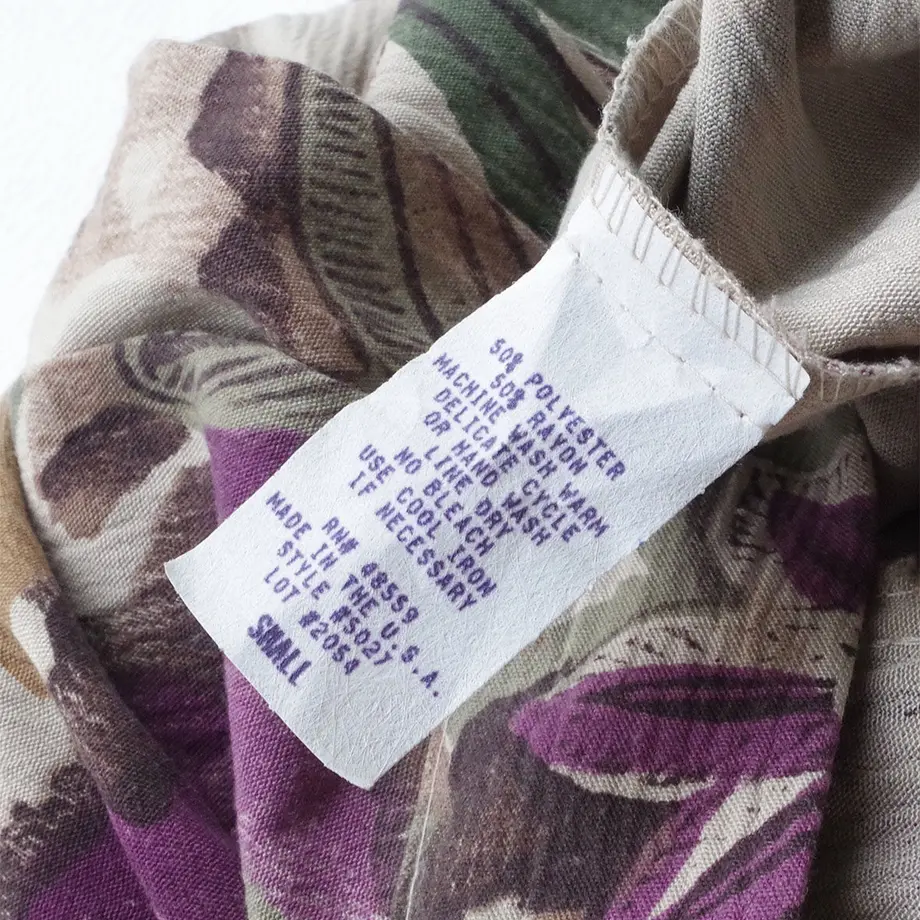 50% POLYESTER
50% RAYON
MACHINE WASH WARM
DELICATE CYCLE
OR HAND WASH
LINE DRY
NO BLEACH
USE COOL IRON
IF NECESSARY
RN# 48559
MADE IN THE U.S.A.
STYLE #5027
LOT #2054
SMALL